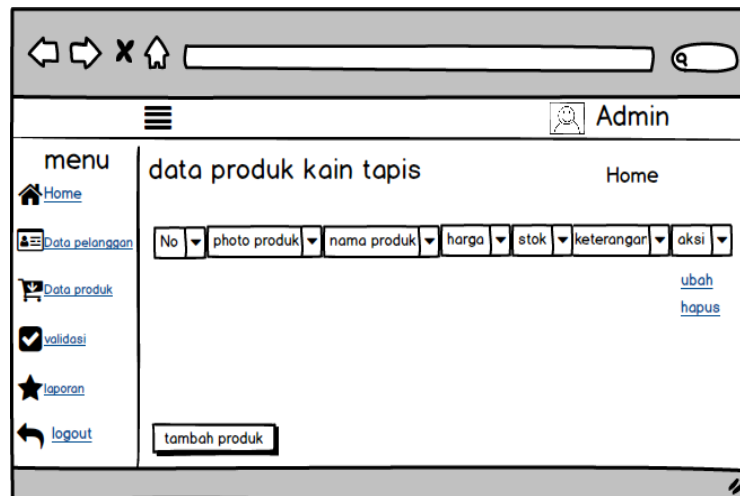 Admin
menu
Home
Data pelanggan
Data produk
validasi
laporan
logout
data produk kain tapis
Home
No photo produk nama produk harga stok keterangan aksi
ubah
hapus
tambah produk